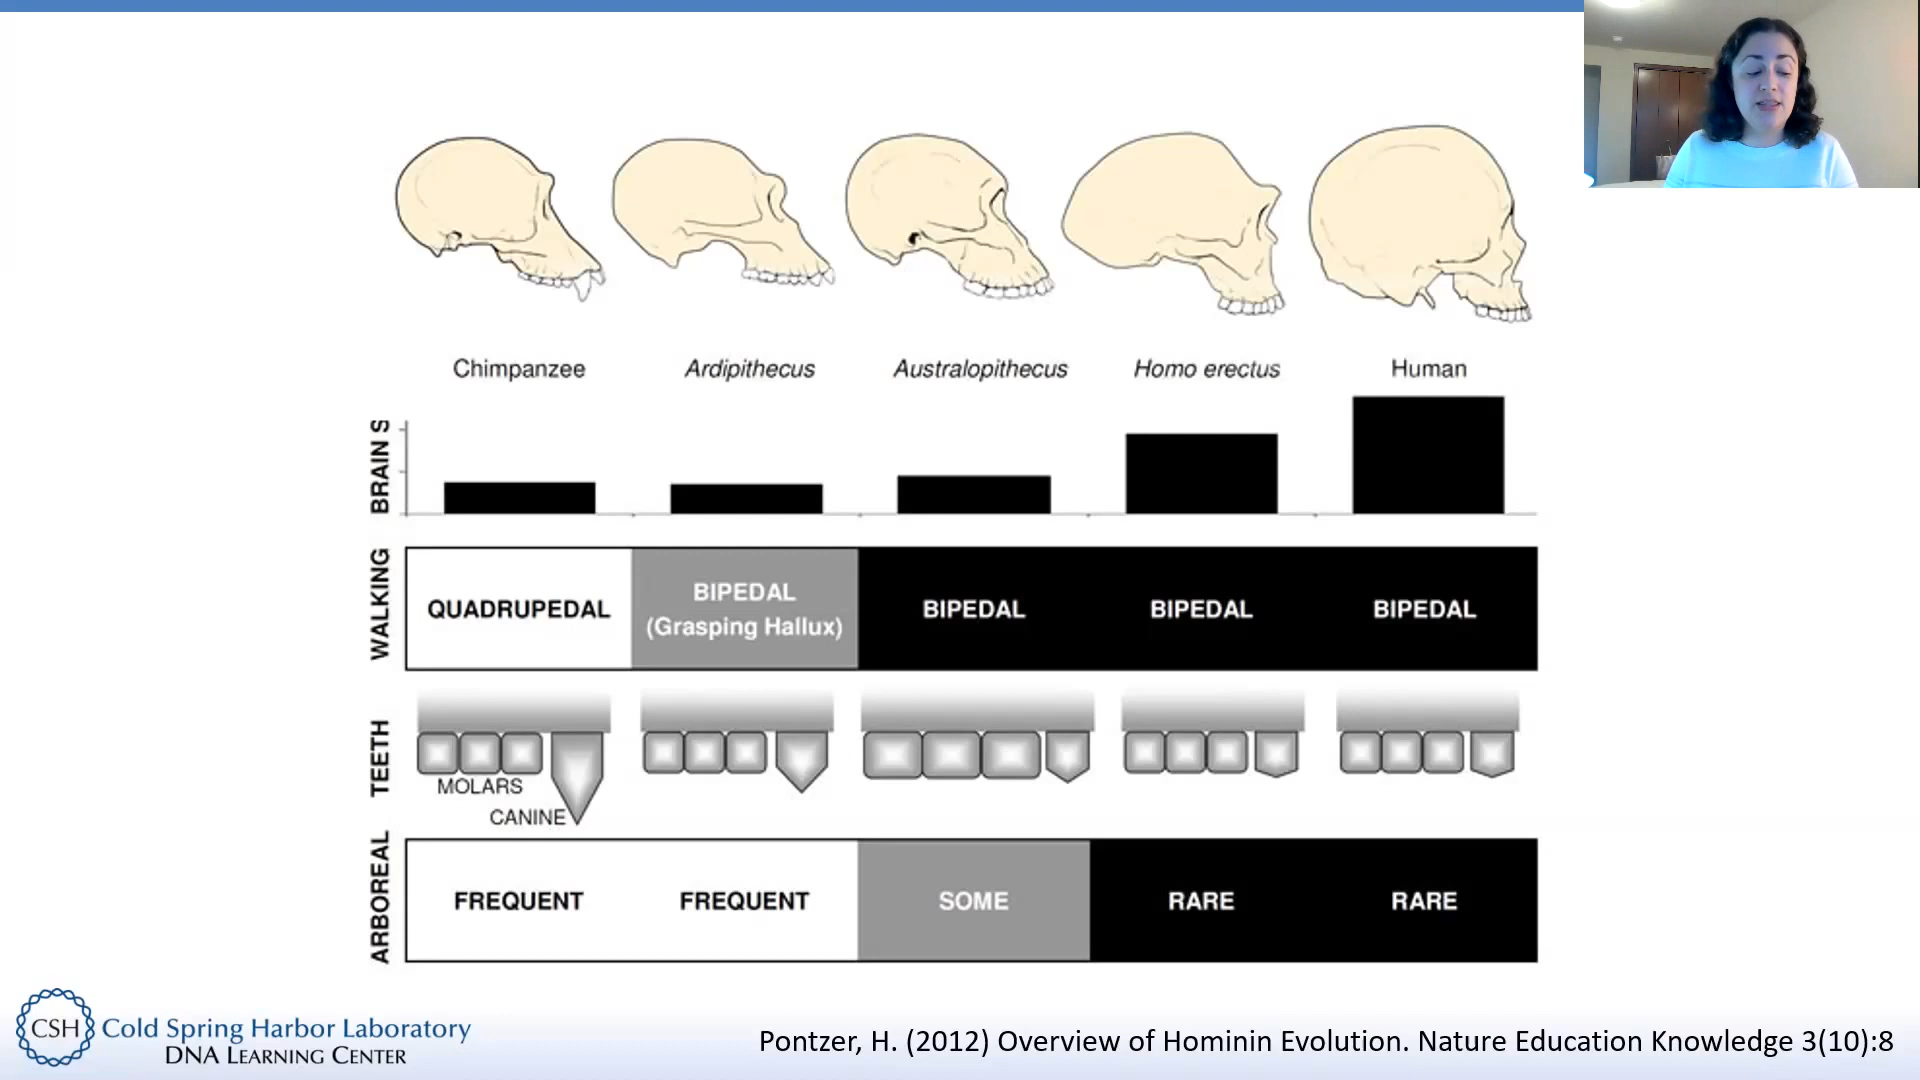 Chimpanzee Ardipithecus Australopithecus Homo erectus Human
BRAIN S
WALKING
QUADRUPEDAL
BIPEDAL
(Grasping Hallux)
BIPEDAL
BIPEDAL
BIPEDAL
TEETH
MOLARS
CANINE
ARBOREAL
FREQUENT
FREQUENT
SOME
RARE
RARE
CSH
Cold Spring Harbor Laboratory
DNA LEARNING CENTER
Pontzer, H. (2012) Overview of Hominin Evolution. Nature Education Knowledge 3(10):8